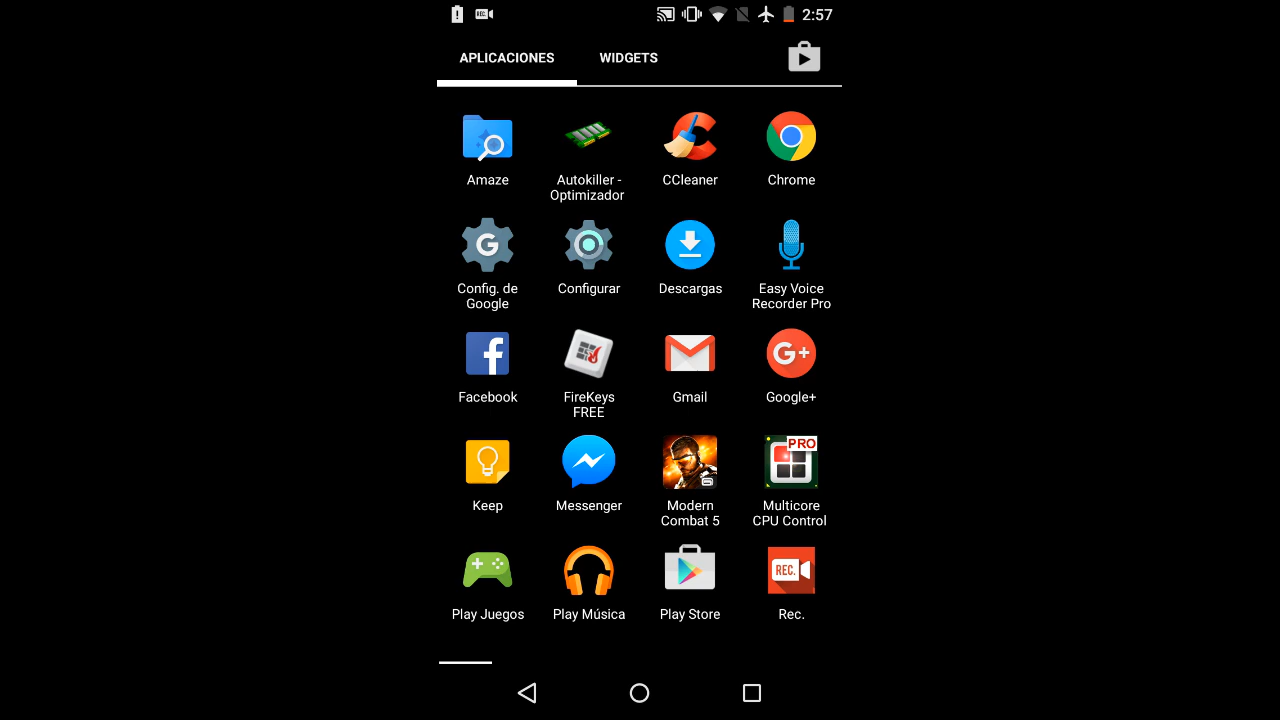 REC.
2:57
APLICACIONES
WIDGETS
Amaze
Autokiller -
Optimizador
CCleaner
Chrome
G
Config. de
Google
Configurar
Descargas
Easy Voice
Recorder Pro
f
Facebook
FireKeys
FREE
Gmail
G+
Google+
Keep
Messenger
Modern
Combat 5
PRO
Multicore
CPU Control
Play Juegos
Play Música
Play Store
REC.
Rec.